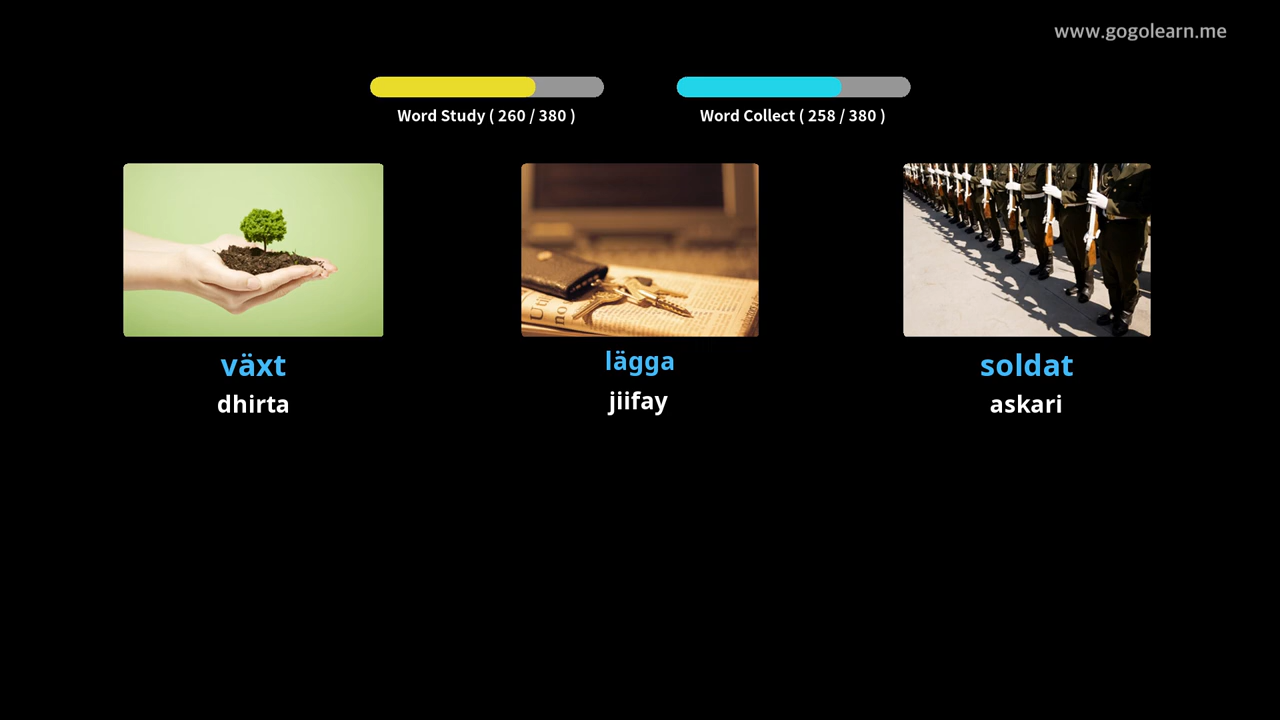 www.gogolearn.me
Word Study ( 260 / 380 )
Word Collect ( 258 / 380 )
växt
dhirta
lägga
jiifay
soldat
askari